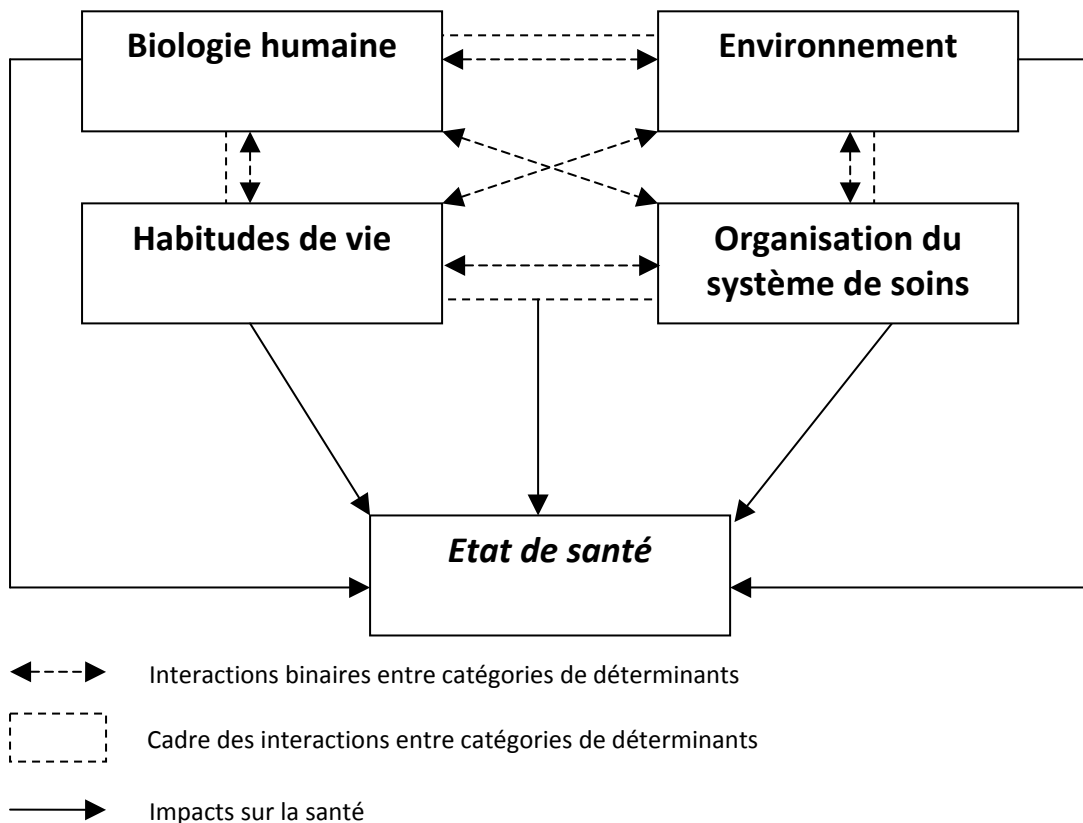 Biologie humaine
Environnement
Habitudes de vie
Organisation du
système de soins
Etat de santé
Interactions binaires entre catégories de déterminants
Cadre des interactions entre catégories de déterminants
Impacts sur la santé